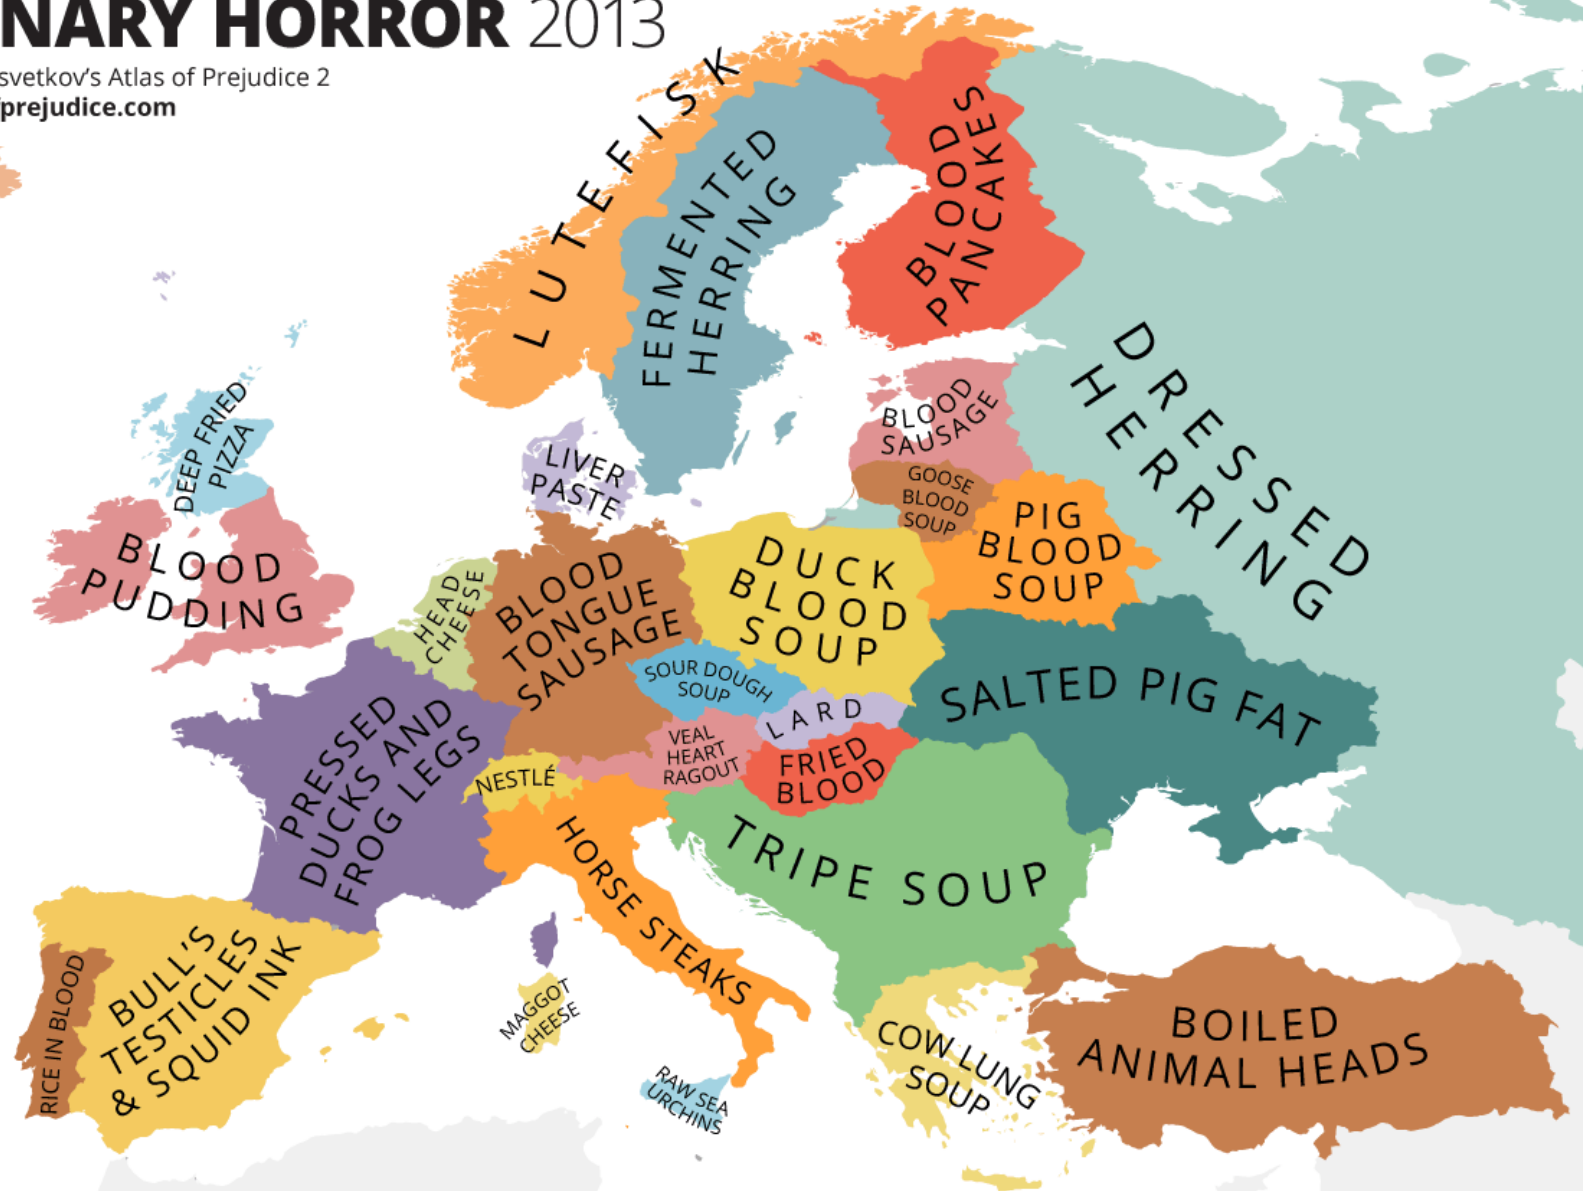 NARY HORROR 2013
svetkov's Atlas of Prejudice 2
prejudice.com
LUTEFISK
FERMENTED
HERRING
BLOOD
PANCAKES
DRESSED
HERRING
DEEP FRIED
PIZZA
BLOOD
PUDDING
LIVER
PASTE
BLOOD
SAUSAGE
GOOSE
BLOOD
SOUP
PIG
BLOOD
SOUP
HEAD
CHEESE
BLOOD
TONGUE
SAUSAGE
DUCK
BLOOD
SOUP
SOUR DOUGH
SOUP
LARD
SALTED PIG FAT
PRESSED
DUCKS AND
FROG LEGS
NESTLÉ
VEAL
HEART
RAGOUT
FRIED
BLOOD
HORSE STEAKS
TRIPE SOUP
RICE IN BLOOD
BULL'S
TESTICLES
& SQUID INK
MAGGOT
CHEESE
RAW SEA
URCHINS
COW LUNG
SOUP
BOILED
ANIMAL HEADS